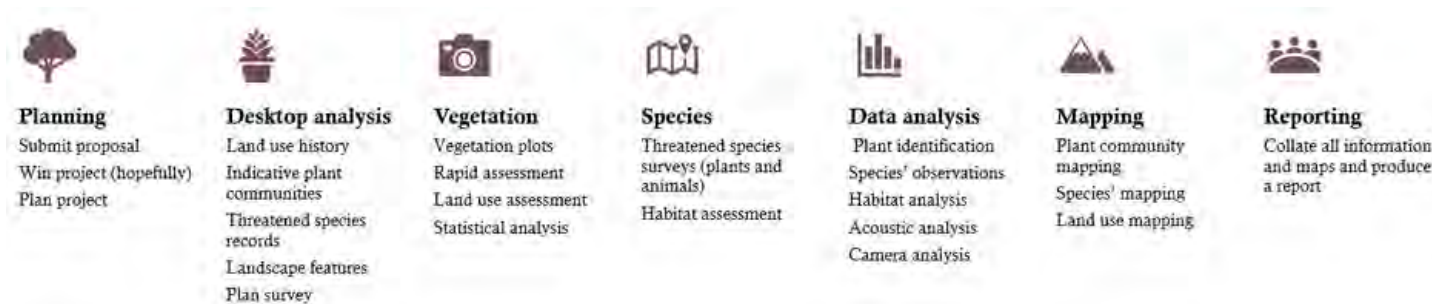 Planning
Submit proposal
Win project (hopefully)
Plan project
Desktop analysis
Land use history
Indicative plant
communities
Threatened species
records
Landscape features
Plan survey
Vegetation
Vegetation plots
Rapid assessment
Land use assessment
Statistical analysis
Species
Threatened species
surveys (plants and
animals)
Habitat assessment
Data analysis
Plant identification
Species' observations
Habitat analysis
Acoustic analysis
Camera analysis
Mapping
Plant community
mapping
Species' mapping
Land use mapping
Reporting
Collate all information
and maps and produce
a report